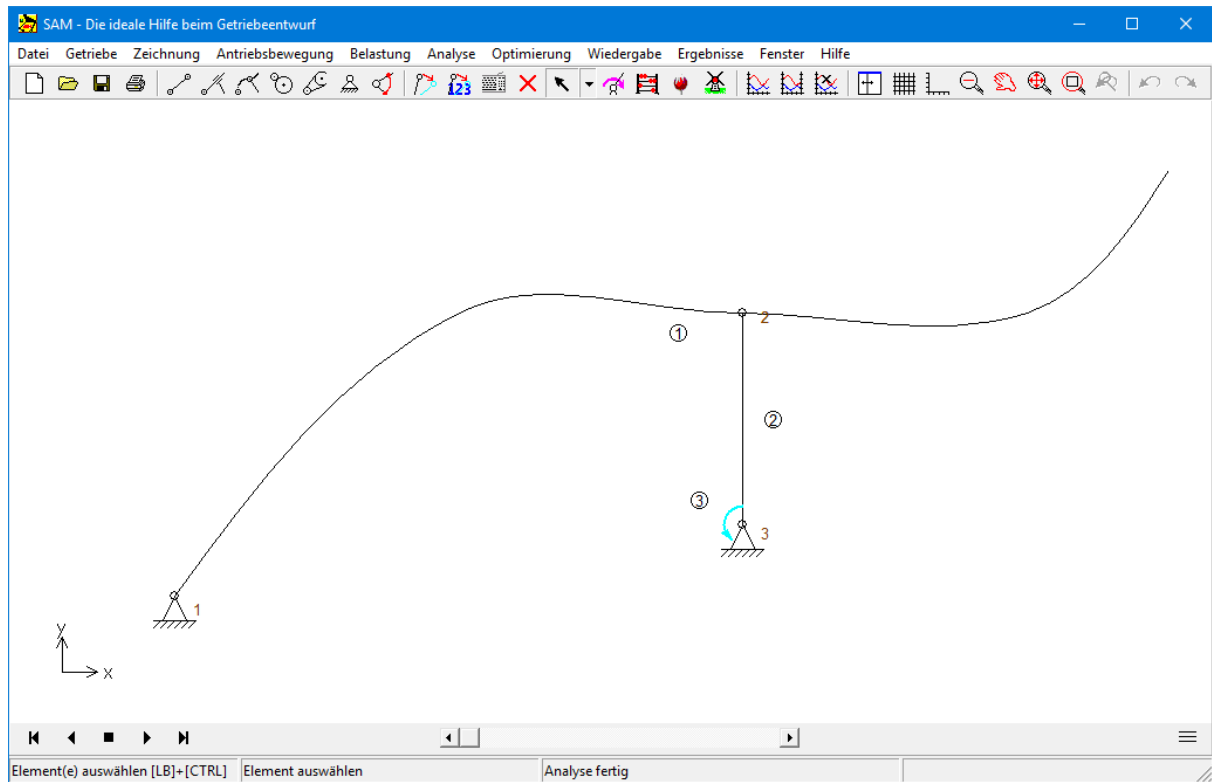 SAM - Die ideale Hilfe beim Getriebeentwurf
Datei Getriebe Zeichnung Antriebsbewegung Belastung Analyse Optimierung Wiedergabe Ergebnisse Fenster Hilfe
123
2
1
2
3
3
1
y
x
Element(e) auswählen [LB]+[CTRL] Element auswählen Analyse fertig